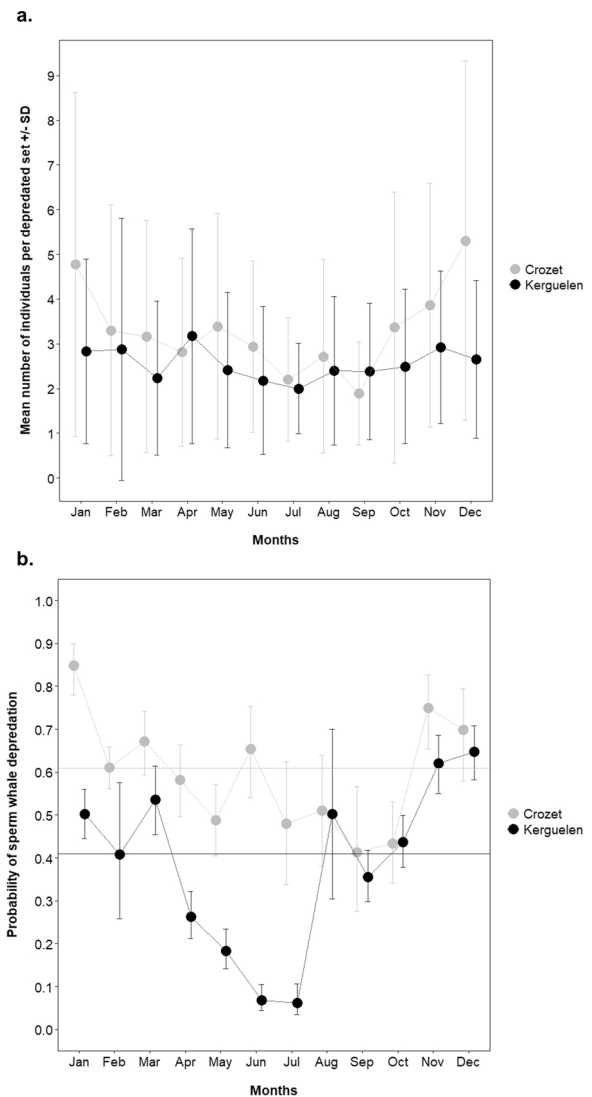 a.
Mean number of individuals per depredated set +/- SD
9
8
7
6
5
4
3
2
1
0
Crozet
Kerguelen
Jan Feb Mar Apr May Jun Jul Aug Sep Oct Nov Dec
Months
b.
Probability of sperm whale depredation
1.0
0.9
0.8
0.7
0.6
0.5
0.4
0.3
0.2
0.1
0.0
Crozet
Kerguelen
Jan Feb Mar Apr May Jun Jul Aug Sep Oct Nov Dec
Months